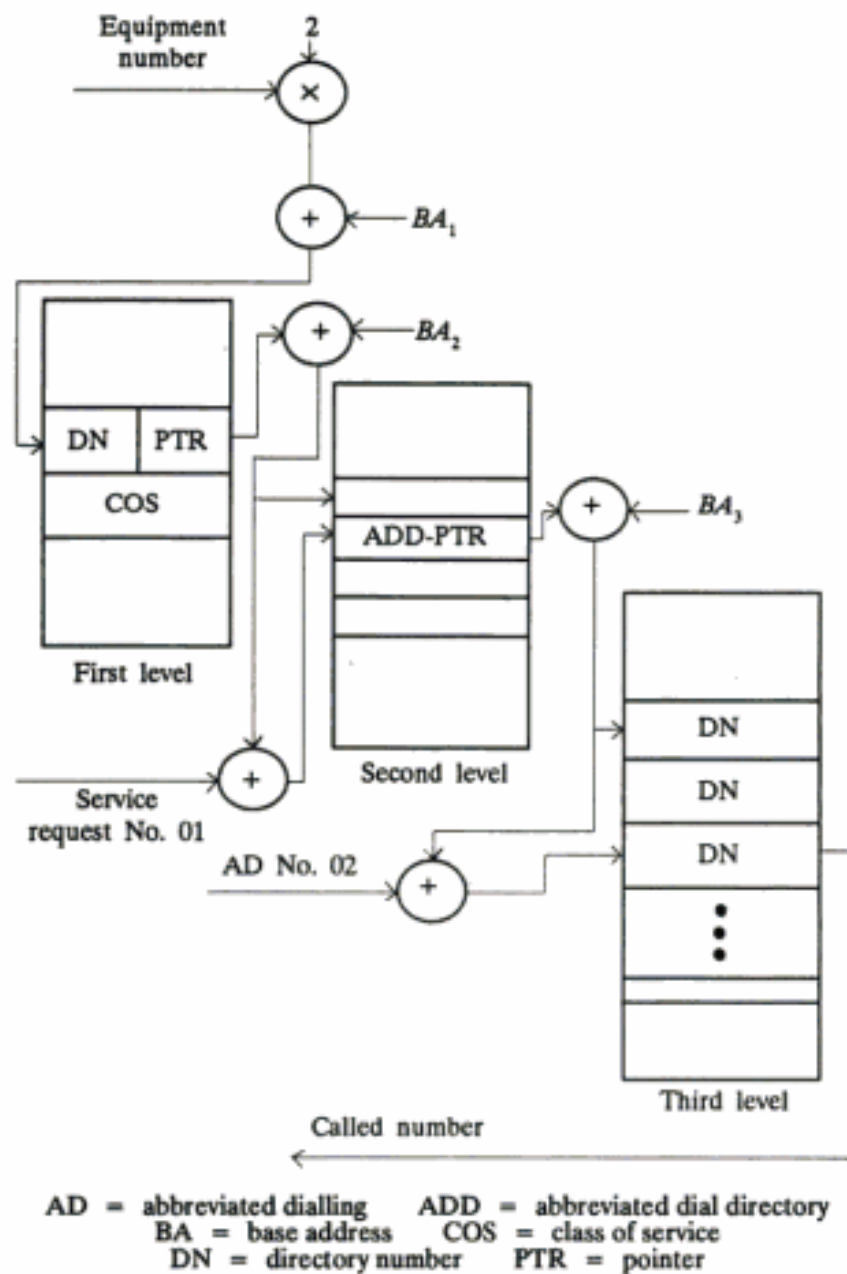 Equipment
number
2
×
+
BA₁
+
BA₂
DN PTR
COS
First level
ADD-PTR
+
BA₃
Second level
+
Service
request No. 01
DN
DN
DN
AD No. 02
+
Third level
Called number
AD = abbreviated dialling ADD = abbreviated dial directory
BA = base address COS = class of service
DN = directory number PTR = pointer